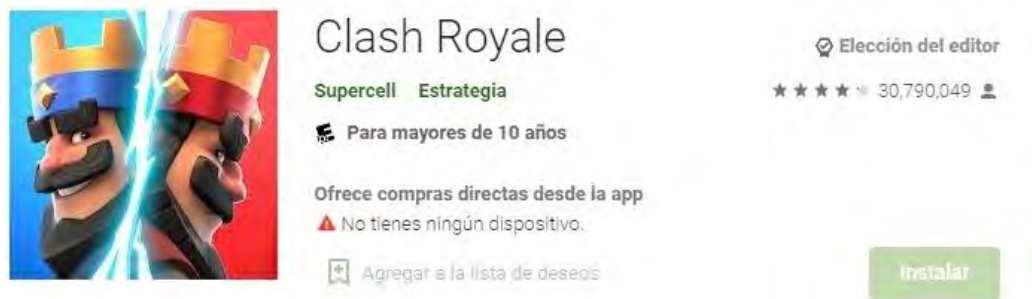 Clash Royale
Elección del editor
Supercell Estrategia
30,790,049
Para mayores de 10 años
Ofrece compras directas desde la app
No tienes ningún dispositivo.
Agregar a la lista de deseos
Instalar